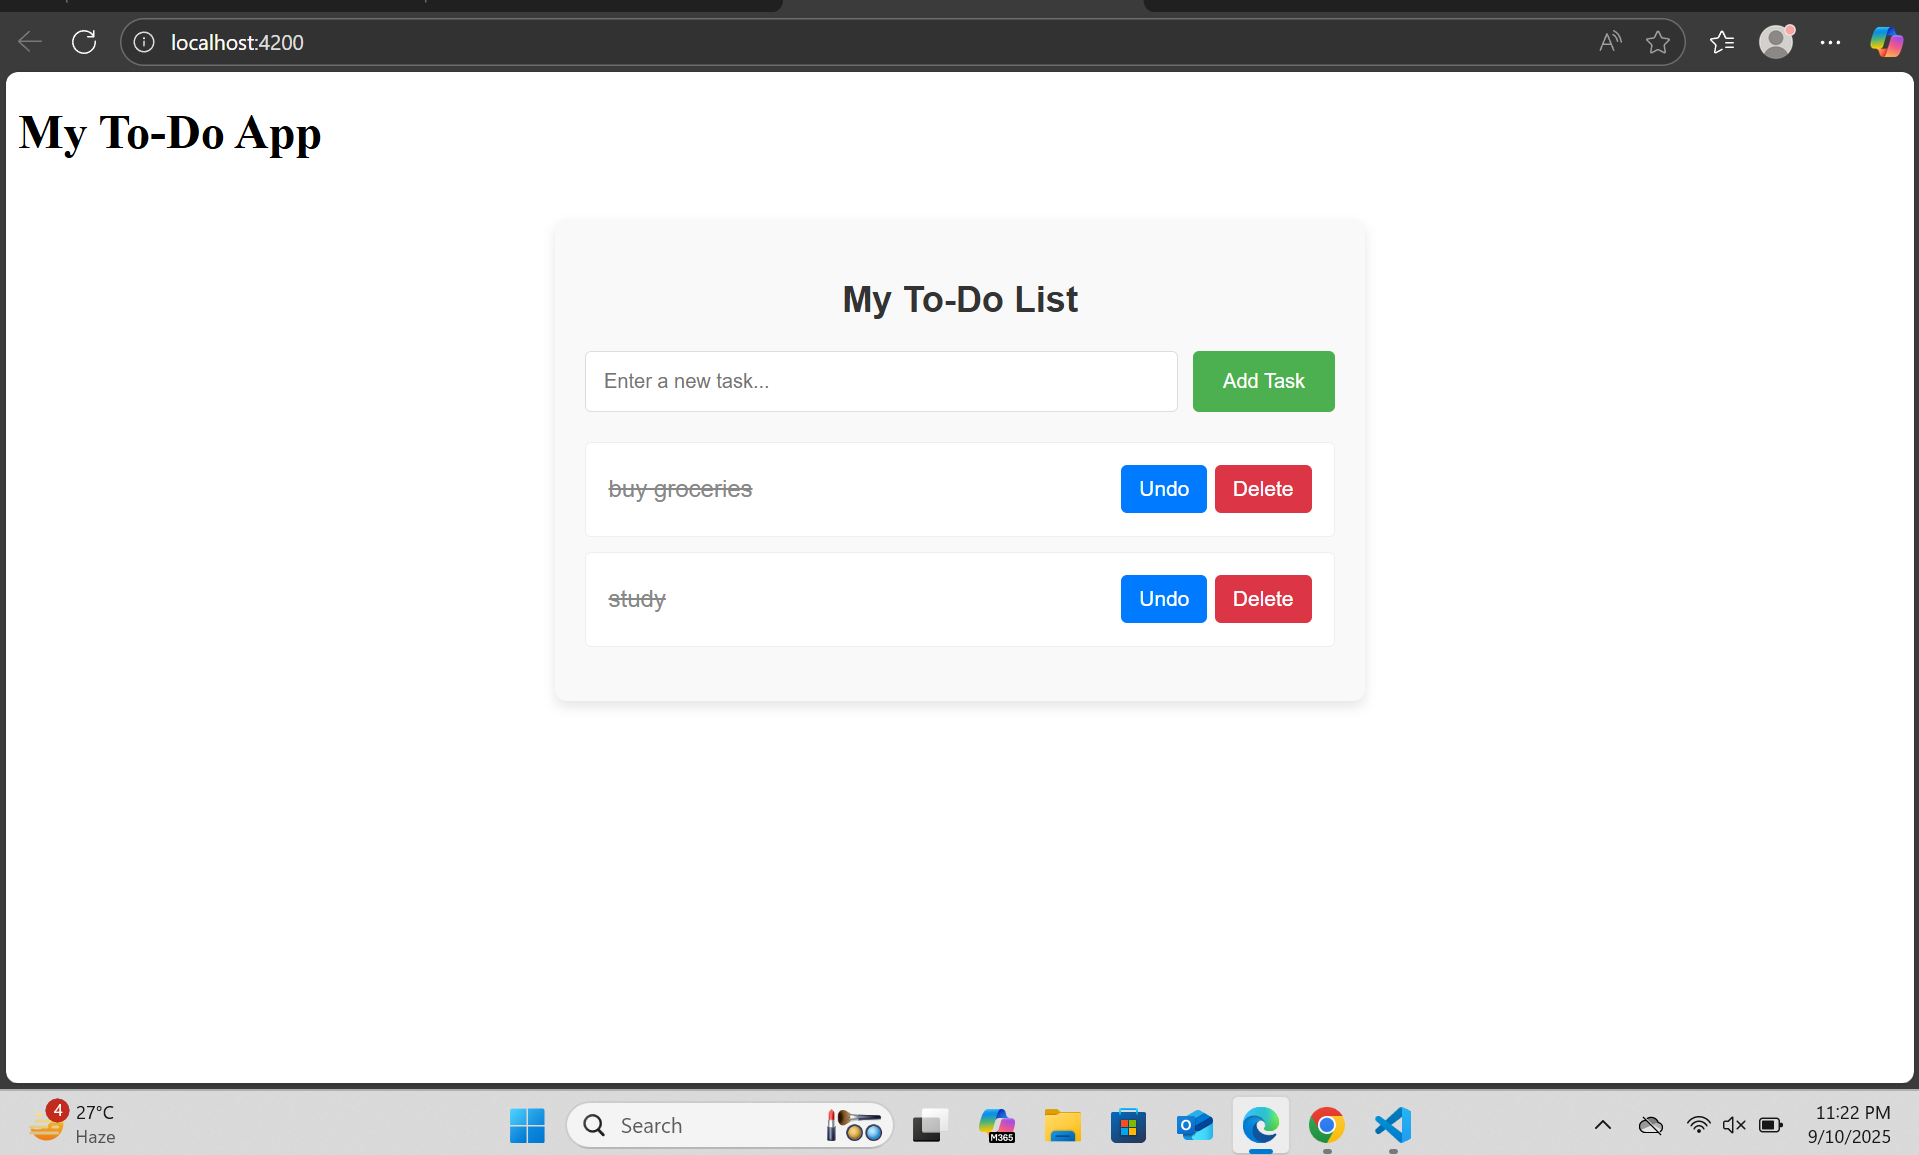 localhost:4200
My To-Do App
My To-Do List
Enter a new task...
Add Task
buy groceries
Undo
Delete
study
Undo
Delete
4
27°C
Haze
Search
M365
11:22 PM
9/10/2025